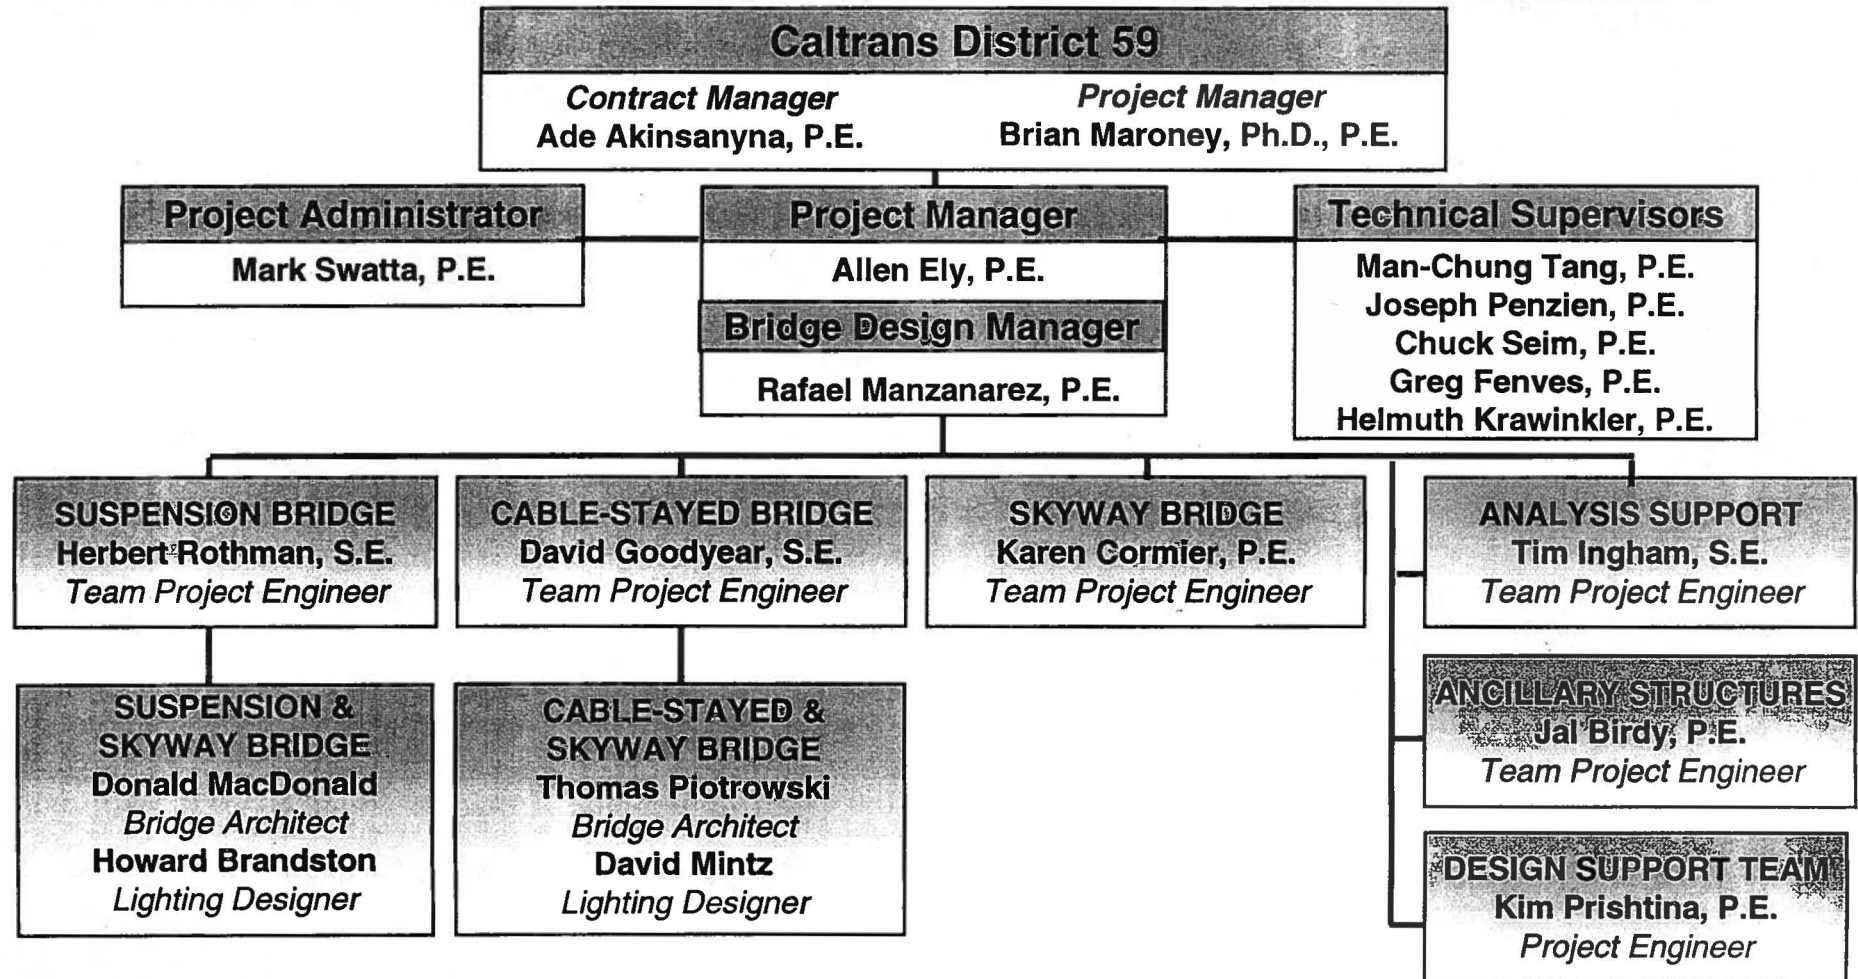 Caltrans District 59
Contract Manager
Ade Akinsanyna, P.E.
Project Manager
Brian Maroney, Ph.D., P.E.
Project Administrator
Mark Swatta, P.E.
Project Manager
Allen Ely, P.E.
Bridge Design Manager
Rafael Manzanarez, P.E.
Technical Supervisors
Man-Chung Tang, P.E.
Joseph Penzien, P.E.
Chuck Seim, P.E.
Greg Fenves, P.E.
Helmuth Krawinkler, P.E.
SUSPENSION BRIDGE
Herbert Rothman, S.E.
Team Project Engineer
CABLE-STAYED BRIDGE
David Goodyear, S.E.
Team Project Engineer
SKYWAY BRIDGE
Karen Cormier, P.E.
Team Project Engineer
ANALYSIS SUPPORT
Tim Ingham, S.E.
Team Project Engineer
SUSPENSION &
SKYWAY BRIDGE
Donald MacDonald
Bridge Architect
Howard Brandston
Lighting Designer
CABLE-STAYED &
SKYWAY BRIDGE
Thomas Piotrowski
Bridge Architect
David Mintz
Lighting Designer
ANCILLARY STRUCTURES
Jal Birdy, P.E.
Team Project Engineer
DESIGN SUPPORT TEAM
Kim Prishtina, P.E.
Project Engineer